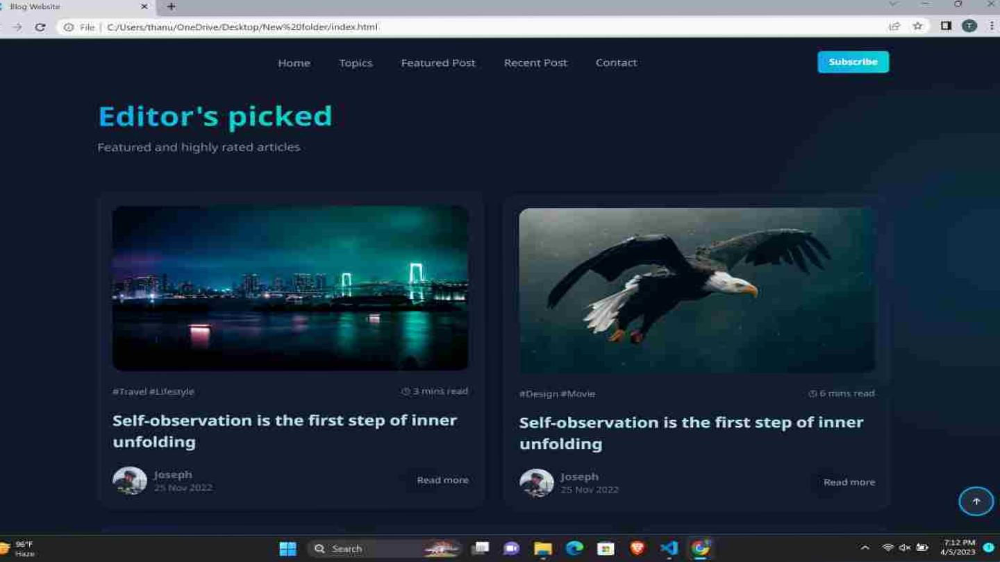 Blog Website
File | C:/Users/thanu/OneDrive/Desktop/New%20folder/index.html
T
Home Topics Featured Post Recent Post Contact Subscribe
Editor's picked
Featured and highly rated articles
#Travel #Lifestyle 3 mins read
Self-observation is the first step of inner
unfolding
Joseph
25 Nov 2022
Read more
#Design #Movie 6 mins read
Self-observation is the first step of inner
unfolding
Joseph
25 Nov 2022
Read more
96°F
Haze
Search
7:12 PM
4/5/2023
1